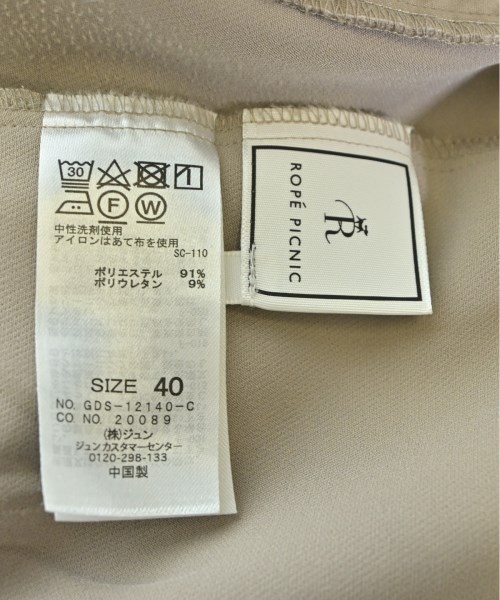 30
F W
中性洗剤使用
アイロンはあて布を使用
SC-110
ポリエステル 91%
ポリウレタン 9%
SIZE 40
NO. GDS-12140-C
CO NO. 20089
(株)ジュン
ジュンカスタマーセンター
0120-298-133
中国製
R
ROPÉ PICNIC